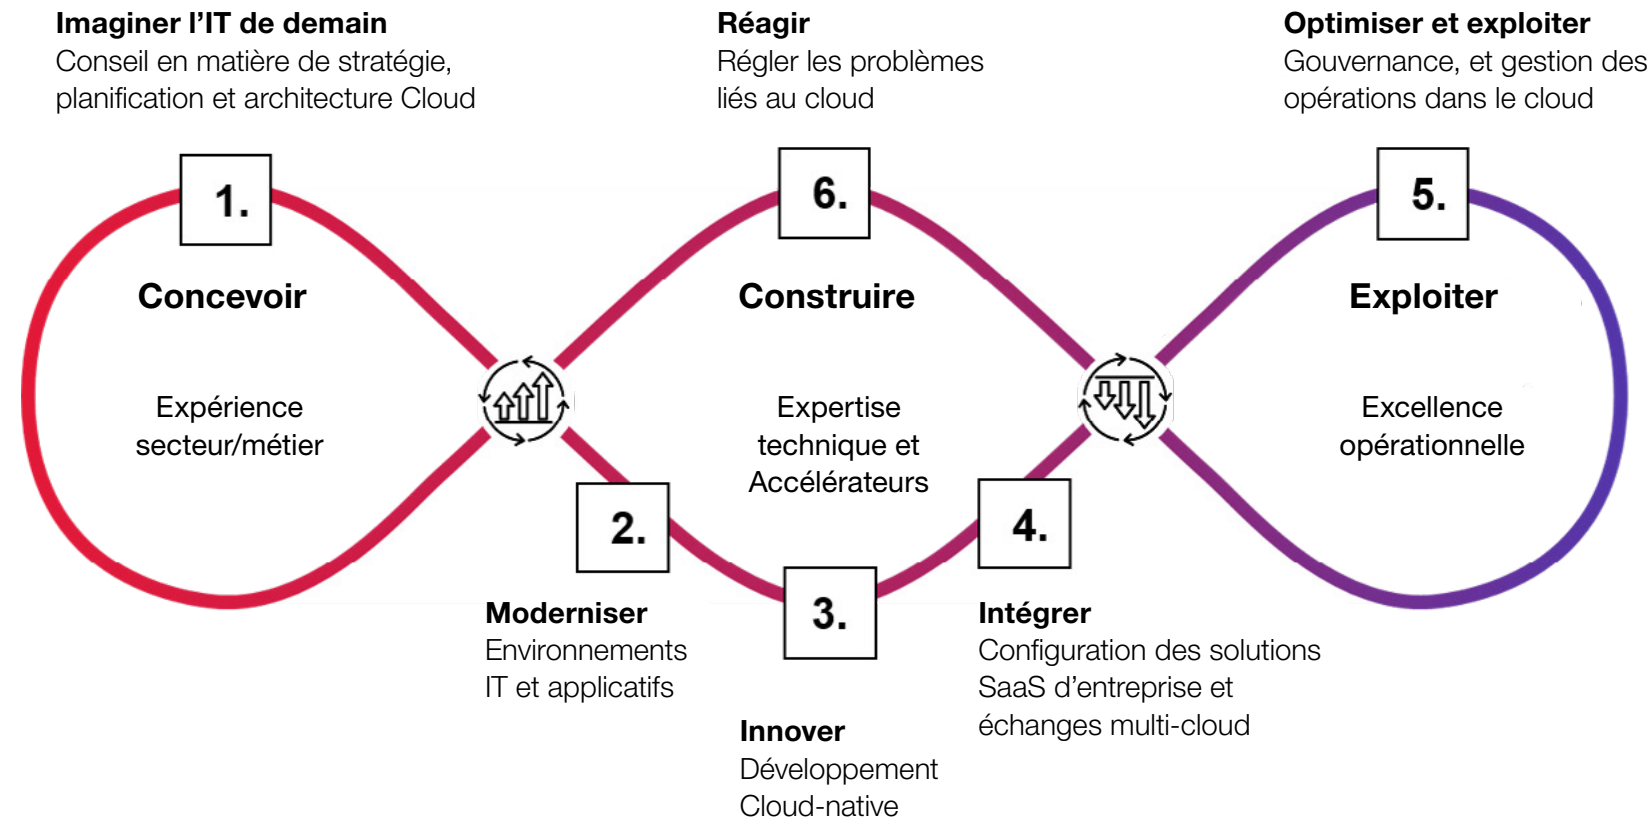 Imaginer l’IT de demain
Conseil en matière de stratégie,
planification et architecture Cloud
Réagir
Régler les problèmes
liés au cloud
Optimiser et exploiter
Gouvernance, et gestion des
opérations dans le cloud
1.
6.
5.
Concevoir
Construire
Exploiter
Expérience
secteur/métier
Expertise
technique et
Accélérateurs
Excellence
opérationnelle
2.
3.
4.
Moderniser
Environnements
IT et applicatifs
Innover
Développement
Cloud-native
Intégrer
Configuration des solutions
SaaS d’entreprise et
échanges multi-cloud